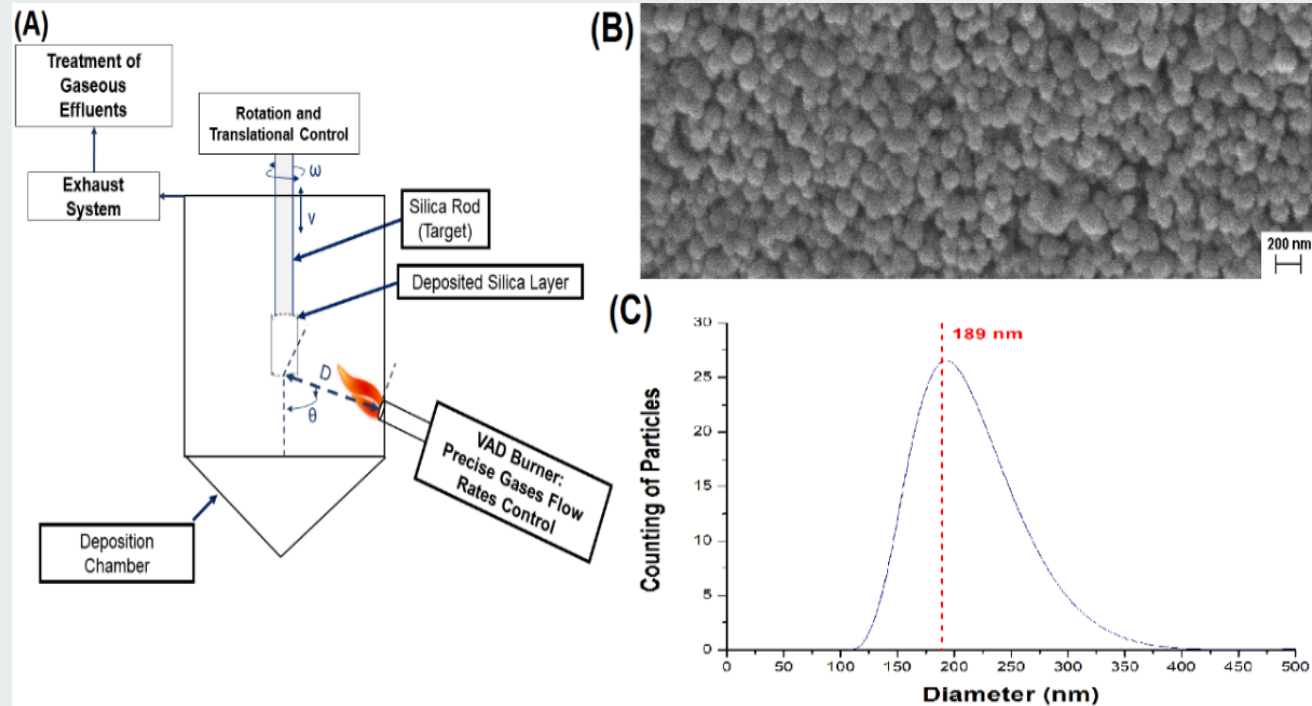 (A)
Treatment of
Gaseous
Effluents
Exhaust
System
Rotation and
Translational Control
ω
v
Silica Rod
(Target)
Deposited Silica Layer
D
θ
VAD Burner:
Precise Gases Flow
Rates Control
Deposition
Chamber
(B)
200 nm
(C)
189 nm
30
25
20
15
10
5
0
Counting of Particles
0 50 100 150 200 250 300 350 400 450 500
Diameter (nm)